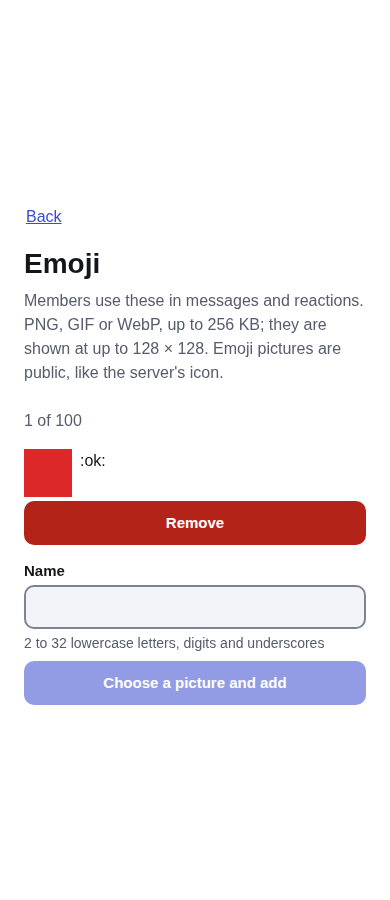 Back
Emoji
Members use these in messages and reactions.
PNG, GIF or WebP, up to 256 KB; they are
shown at up to 128 × 128. Emoji pictures are
public, like the server's icon.
1 of 100
:ok:
Remove
Name
2 to 32 lowercase letters, digits and underscores
Choose a picture and add